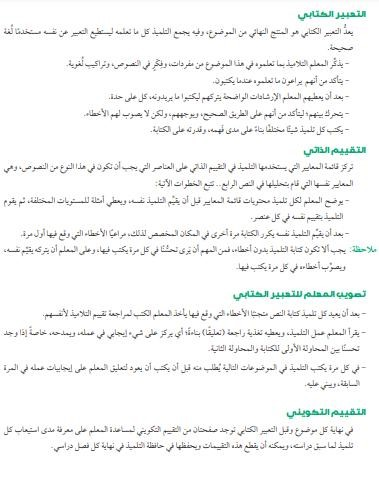 التعبير الكتابي
يعدُّ التعبير الكتابي هو المنتج النهائي من الموضوع، وفيه يجمع التلميذ كل ما تعلمه ليستطيع التعبير عن نفسه مستخدمًا لُغة
صحيحة.
– يذكِّر المعلم التلاميذ بما تعلموه في هذا الموضوع من مفردات، وفِكَرٍ في النصوص، وتراكيب لُغوية.
– يتأكد من أنهم يراعون ما تعلموه عندما يكتبون.
– بعد أن يعطيهم المعلم الإرشادات الواضحة يتركهم ليكتبوا ما يريدونه، كل على حدة.
– يتحرك بينهم؛ ليتأكد من أنهم على الطريق الصحيح، ويوجههم، ولكن لا يصوب لهم الأخطاء.
– يكتب كل تلميذ شيئًا مختلفًا بناءً على مدى فهمه، وقدرته على الكتابة.
التقييم الذاتي
تركز قائمة المعايير التي يستخدمها التلميذ في التقييم الذاتي على العناصر التي يجب أن تكون في هذا النوع من النصوص، وهي
المعايير نفسها التي قام بتحليلها في النص الرابع .. تتبع الخطوات الآتية:
– يوضح المعلم لكل تلميذ محتويات قائمة المعايير قبل أن يقيِّم التلميذ نفسه، ويعطي أمثلة للمستويات المختلفة، ثم يقوم
التلميذ بتقييم نفسه في كل عنصر.
– بعد أن يقيِّم التلميذ نفسه يكرر الكتابة مرة أخرى في المكان المخصص لذلك، مراعيًا الأخطاء التي وقع فيها أول مرة.
ملاحظة: يجب ألا تكون كتابة التلميذ بدون أخطاء، فمن المهم أن يَرى تحسُّنًا في كل مرة يكتب فيها، وعلى المعلم أن يتركه يقيِّم نفسه،
ويصوِّب أخطاءه في كل مرة يكتب فيها.
تصويب المعلم للتعبير الكتابي
– بعد أن يعيد كل تلميذ كتابة النص متجنبًا الأخطاء التي وقع فيها يأخذ المعلم الكتب لمراجعة تقييم التلاميذ لأنفسهم.
– يقرأ المعلم عمل التلميذ، ويعطيه تغذية راجعة (تعليقًا) بناءةً؛ أي يركز على شيء إيجابي في عمله، ويمدحه، خاصةً إذا وجد
تحسنًا بين المحاولة الأولى للكتابة والمحاولة الثانية.
– في كل مرة يكتب التلميذ في الموضوعات التالية يُطلب منه قبل أن يكتب أن يعود لتعليق المعلم على إيجابيات عمله في المرة
السابقة، ويبني عليه.
التقييم التكويني
في نهاية كل موضوع وقبل التعبير الكتابي توجد صفحتان من التقييم التكويني لمساعدة المعلم على معرفة مدى استيعاب كل
تلميذ لما سبق دراسته، ويمكنه أن يقطع هذه التقييمات ويحفظها في حافظة التلميذ في نهاية كل فصل دراسي.